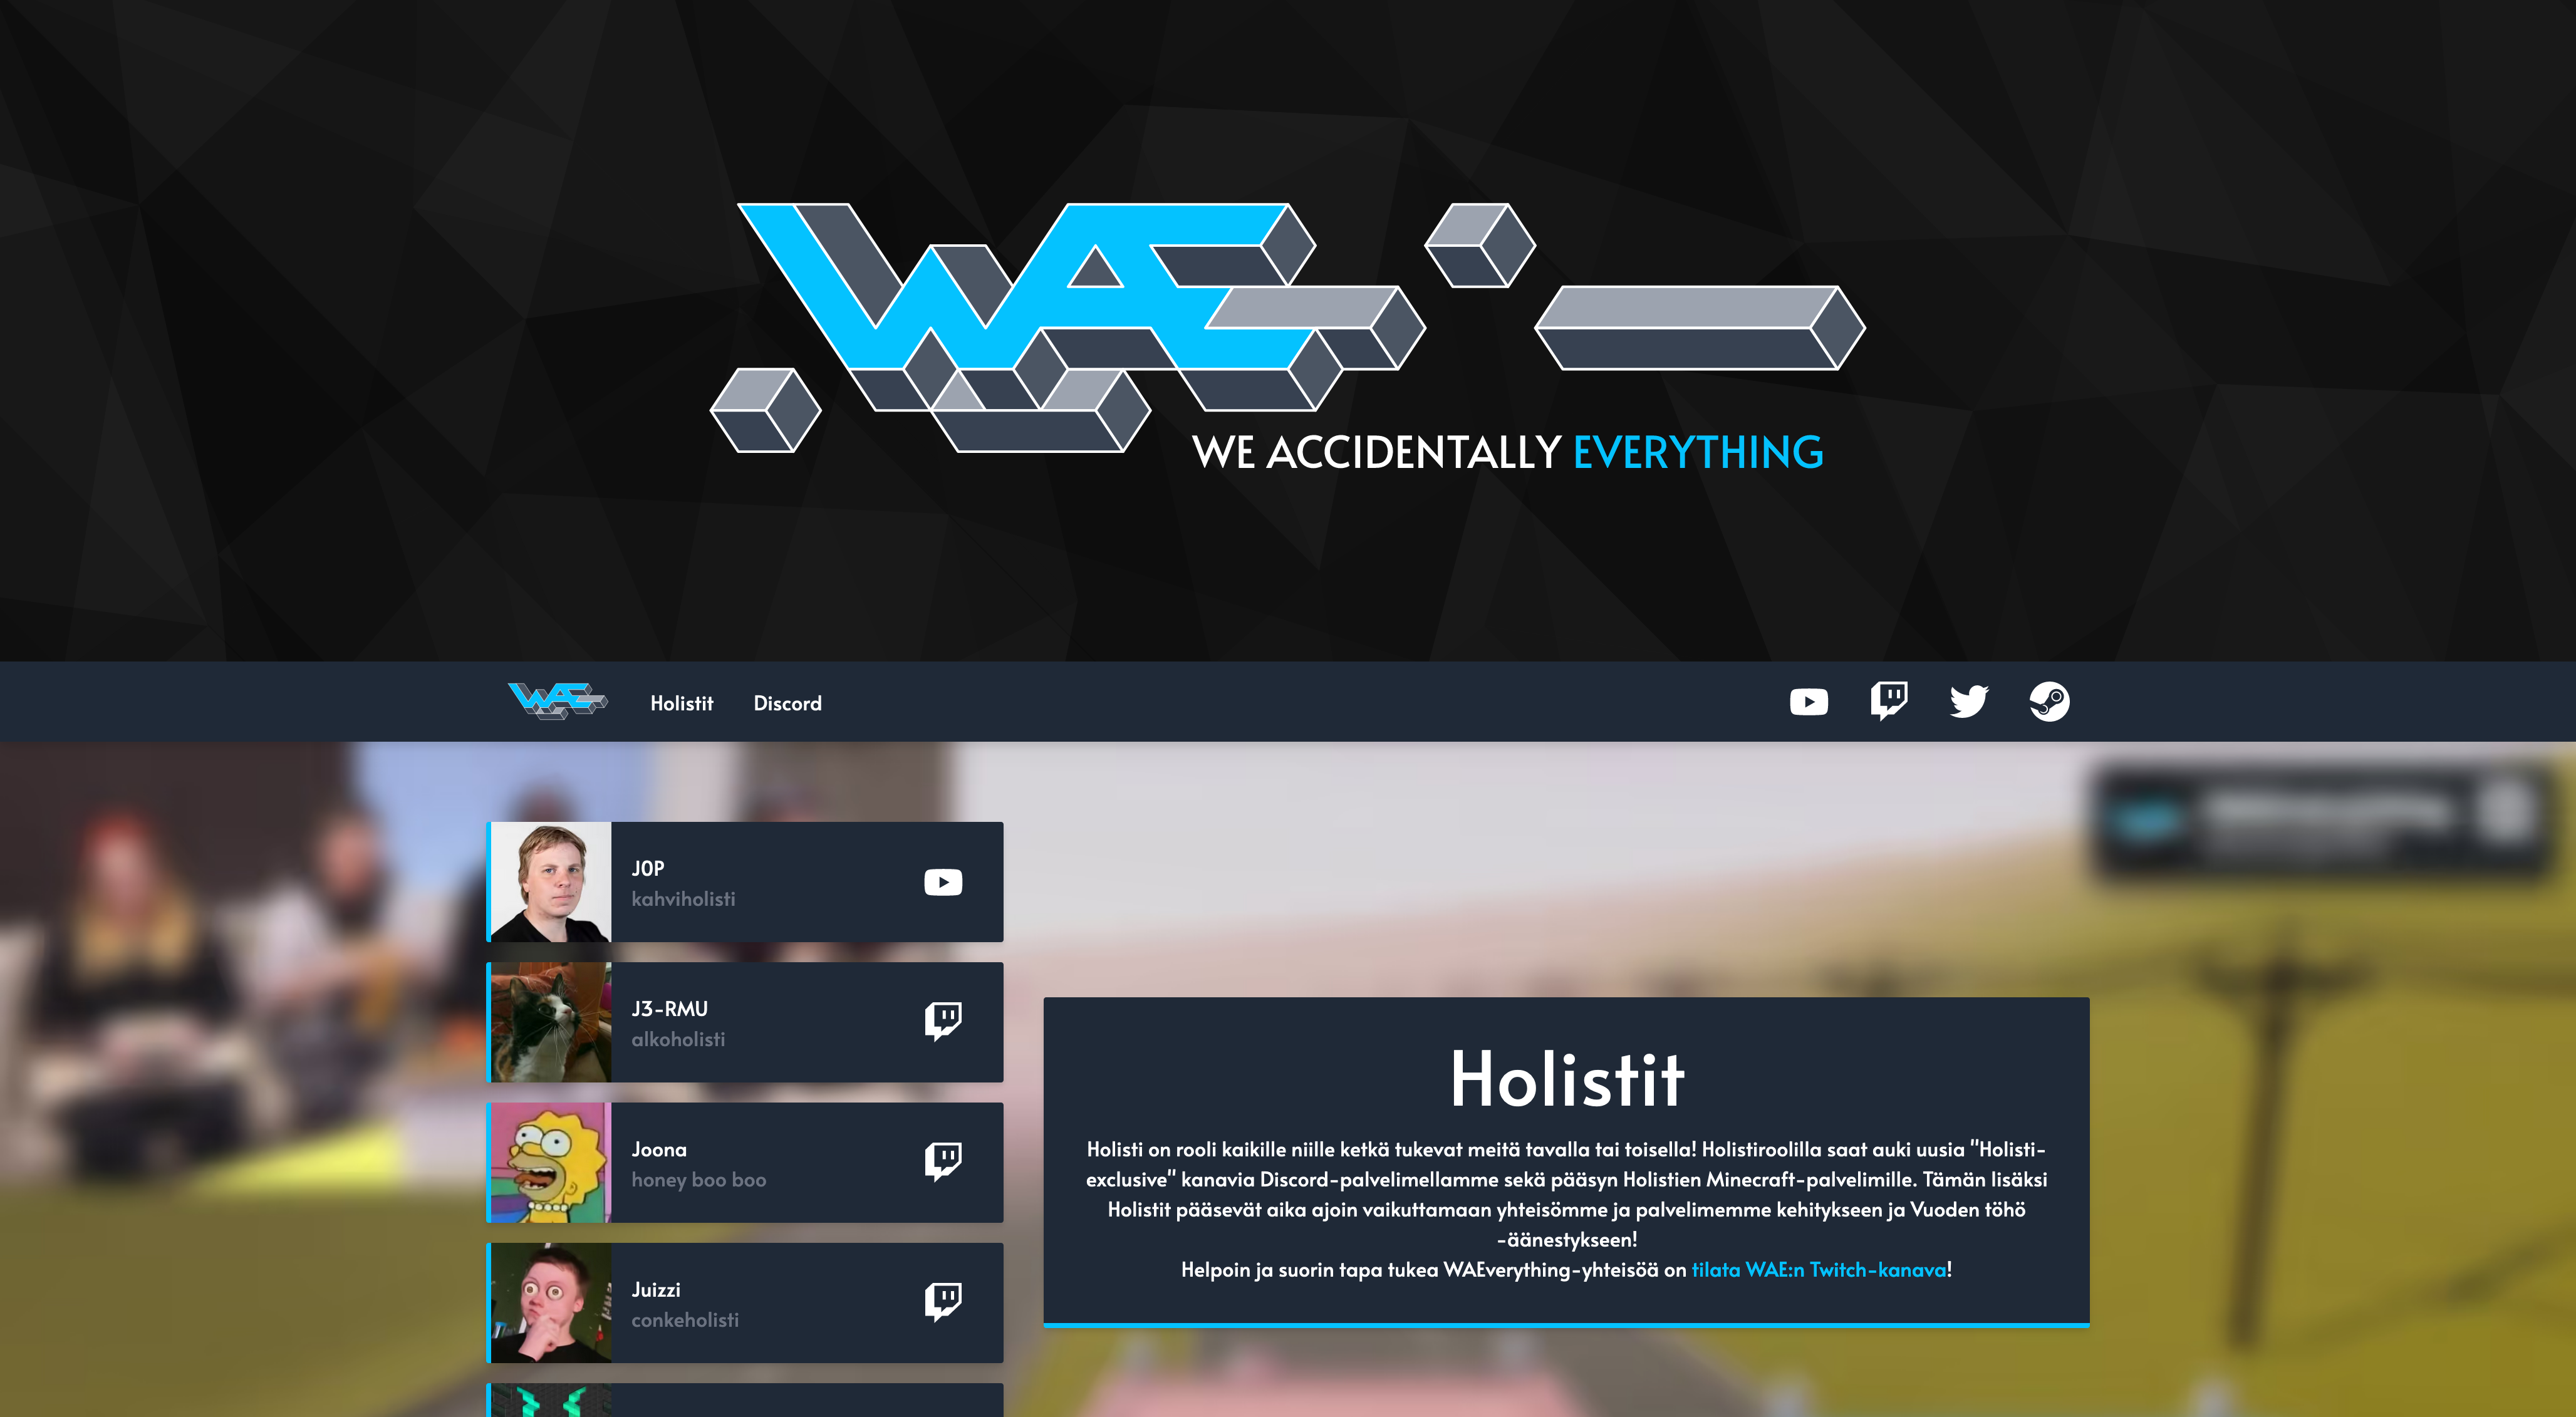 WAE
WE ACCIDENTALLY EVERYTHING
WAE
Holistit
Discord
J0P
kahviholisti
J3-RMU
alkoholisti
Joona
honey boo boo
Juizzi
conkeholisti
Holistit
Holisti on rooli kaikille niille ketkä tukevat meitä tavalla tai toisella! Holistiroolilla saat auki uusia "Holisti-
exclusive" kanavia Discord-palvelimellamme sekä pääsyn Holistien Minecraft-palvelimille. Tämän lisäksi
Holistit pääsevät aika ajoin vaikuttamaan yhteisömme ja palvelimemme kehitykseen ja Vuoden töhö
-äänestykseen!
Helpoin ja suorin tapa tukea WAEverything-yhteisöä on tilata WAE:n Twitch-kanava!